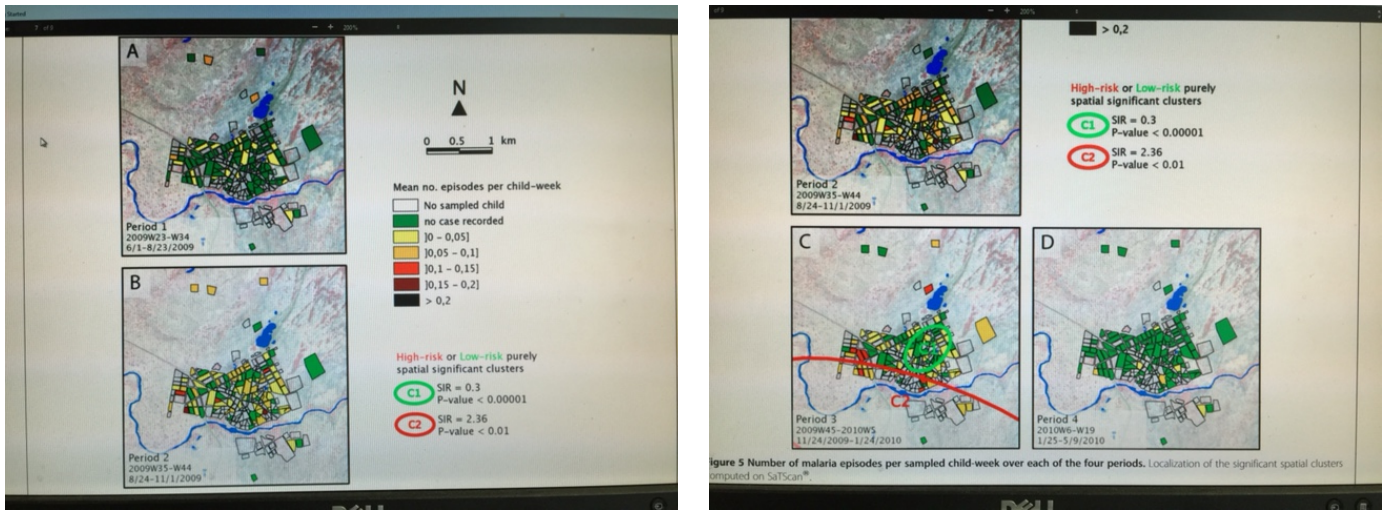 Started
7 of 9
200%
A
N
0 0.5 1 km
Period 1
2009W23-W34
6/1-8/23/2009
Mean no. episodes per child-week
No sampled child
no case recorded
]0 – 0,05]
]0,05 – 0,1]
]0,1 – 0,15]
]0,15 – 0,2]
> 0,2
B
Period 2
2009W35-W44
8/24-11/1/2009
High-risk or Low-risk purely
spatial significant clusters
C1 SIR = 0.3
P-value < 0.00001
C2 SIR = 2.36
P-value < 0.01
DELL
200%
> 0,2
Period 2
2009W35-W44
8/24-11/1/2009
High-risk or Low-risk purely
spatial significant clusters
C1 SIR = 0.3
P-value < 0.00001
C2 SIR = 2.36
P-value < 0.01
C
C2
Period 3
2009W45-2010W5
11/24/2009-1/24/2010
D
Period 4
2010W6-W19
1/25-5/9/2010
igure 5 Number of malaria episodes per sampled child-week over each of the four periods. Localization of the significant spatial clusters
omputed on SaTScan®.
DELL